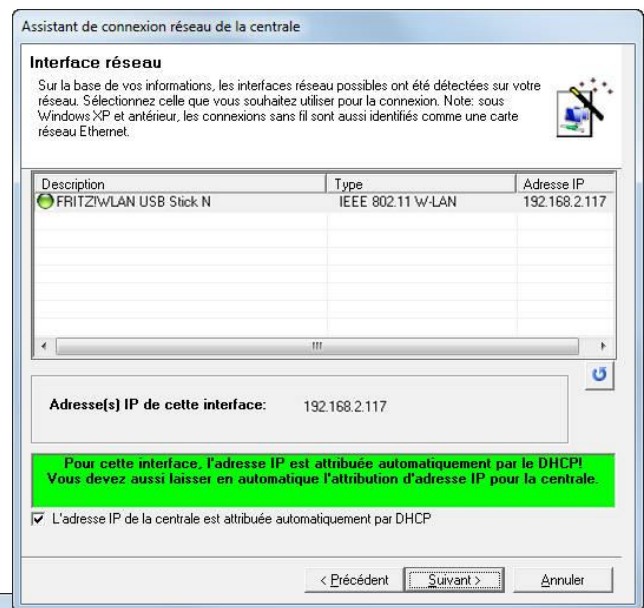 Assistant de connexion réseau de la centrale
Interface réseau
Sur la base de vos informations, les interfaces réseau possibles ont été détectées sur votre
réseau. Sélectionnez celle que vous souhaitez utiliser pour la connexion. Note: sous
Windows XP et antérieur, les connexions sans fil sont aussi identifiés comme une carte
réseau Ethernet.
Description Type Adresse IP
FRITZ!WLAN USB Stick N IEEE 802.11 W-LAN 192.168.2.117
Adresse(s) IP de cette interface: 192.168.2.117
Pour cette interface, l'adresse IP est attribuée automatiquement par le DHCP!
Vous devez aussi laisser en automatique l'attribution d'adresse IP pour la centrale.
L'adresse IP de la centrale est attribuée automatiquement par DHCP
< Précédent Suivant > Annuler